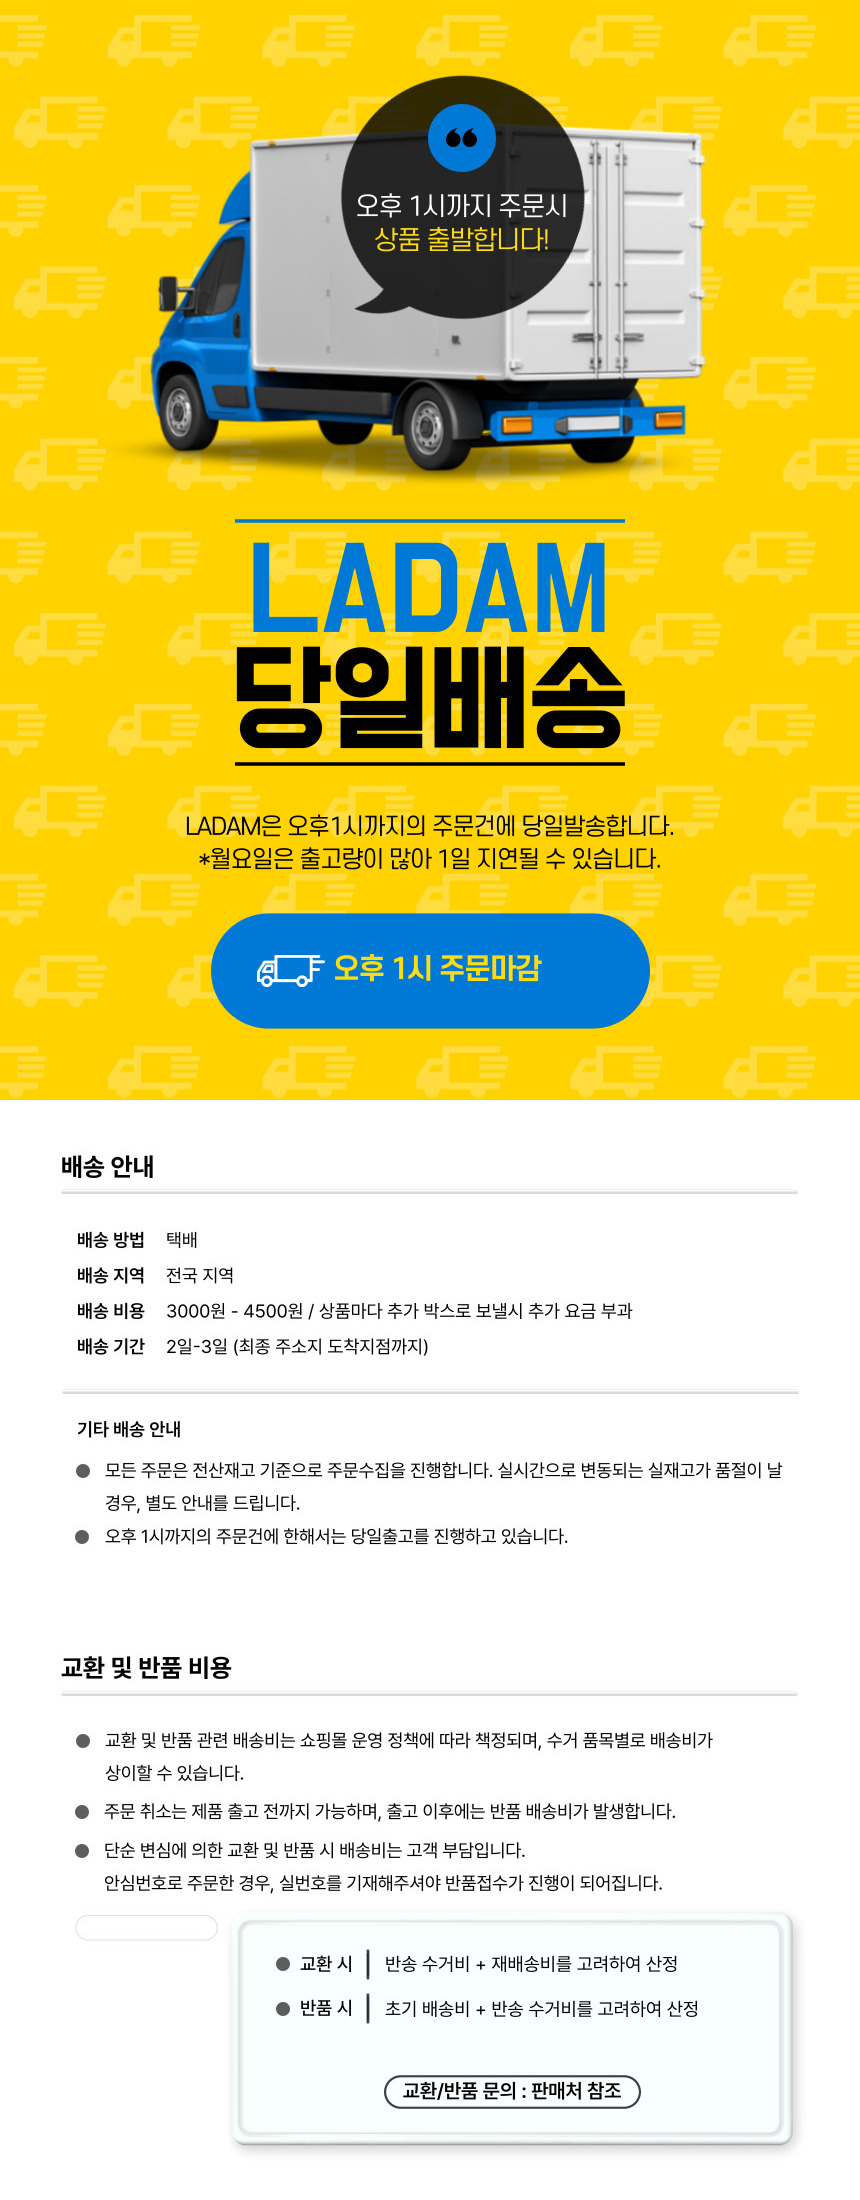 오후 1시까지 주문시
상품 출발합니다!
LADAM
당일배송
LADAM은 오후1시까지의 주문건에 당일발송합니다.
*월요일은 출고량이 많아 1일 지연될 수 있습니다.
오후 1시 주문마감
배송 안내
배송 방법 택배
배송 지역 전국 지역
배송 비용 3000원 - 4500원 / 상품마다 추가 박스로 보낼시 추가 요금 부과
배송 기간 2일-3일 (최종 주소지 도착지점까지)
기타 배송 안내
모든 주문은 전산재고 기준으로 주문수집을 진행합니다. 실시간으로 변동되는 실재고가 품절이 날
경우, 별도 안내를 드립니다.
오후 1시까지의 주문건에 한해서는 당일출고를 진행하고 있습니다.
교환 및 반품 비용
교환 및 반품 관련 배송비는 쇼핑몰 운영 정책에 따라 책정되며, 수거 품목별로 배송비가
상이할 수 있습니다.
주문 취소는 제품 출고 전까지 가능하며, 출고 이후에는 반품 배송비가 발생합니다.
단순 변심에 의한 교환 및 반품 시 배송비는 고객 부담입니다.
안심번호로 주문한 경우, 실번호를 기재해주셔야 반품접수가 진행이 되어집니다.
교환 시 반송 수거비 + 재배송비를 고려하여 산정
반품 시 초기 배송비 + 반송 수거비를 고려하여 산정
교환/반품 문의 : 판매처 참조